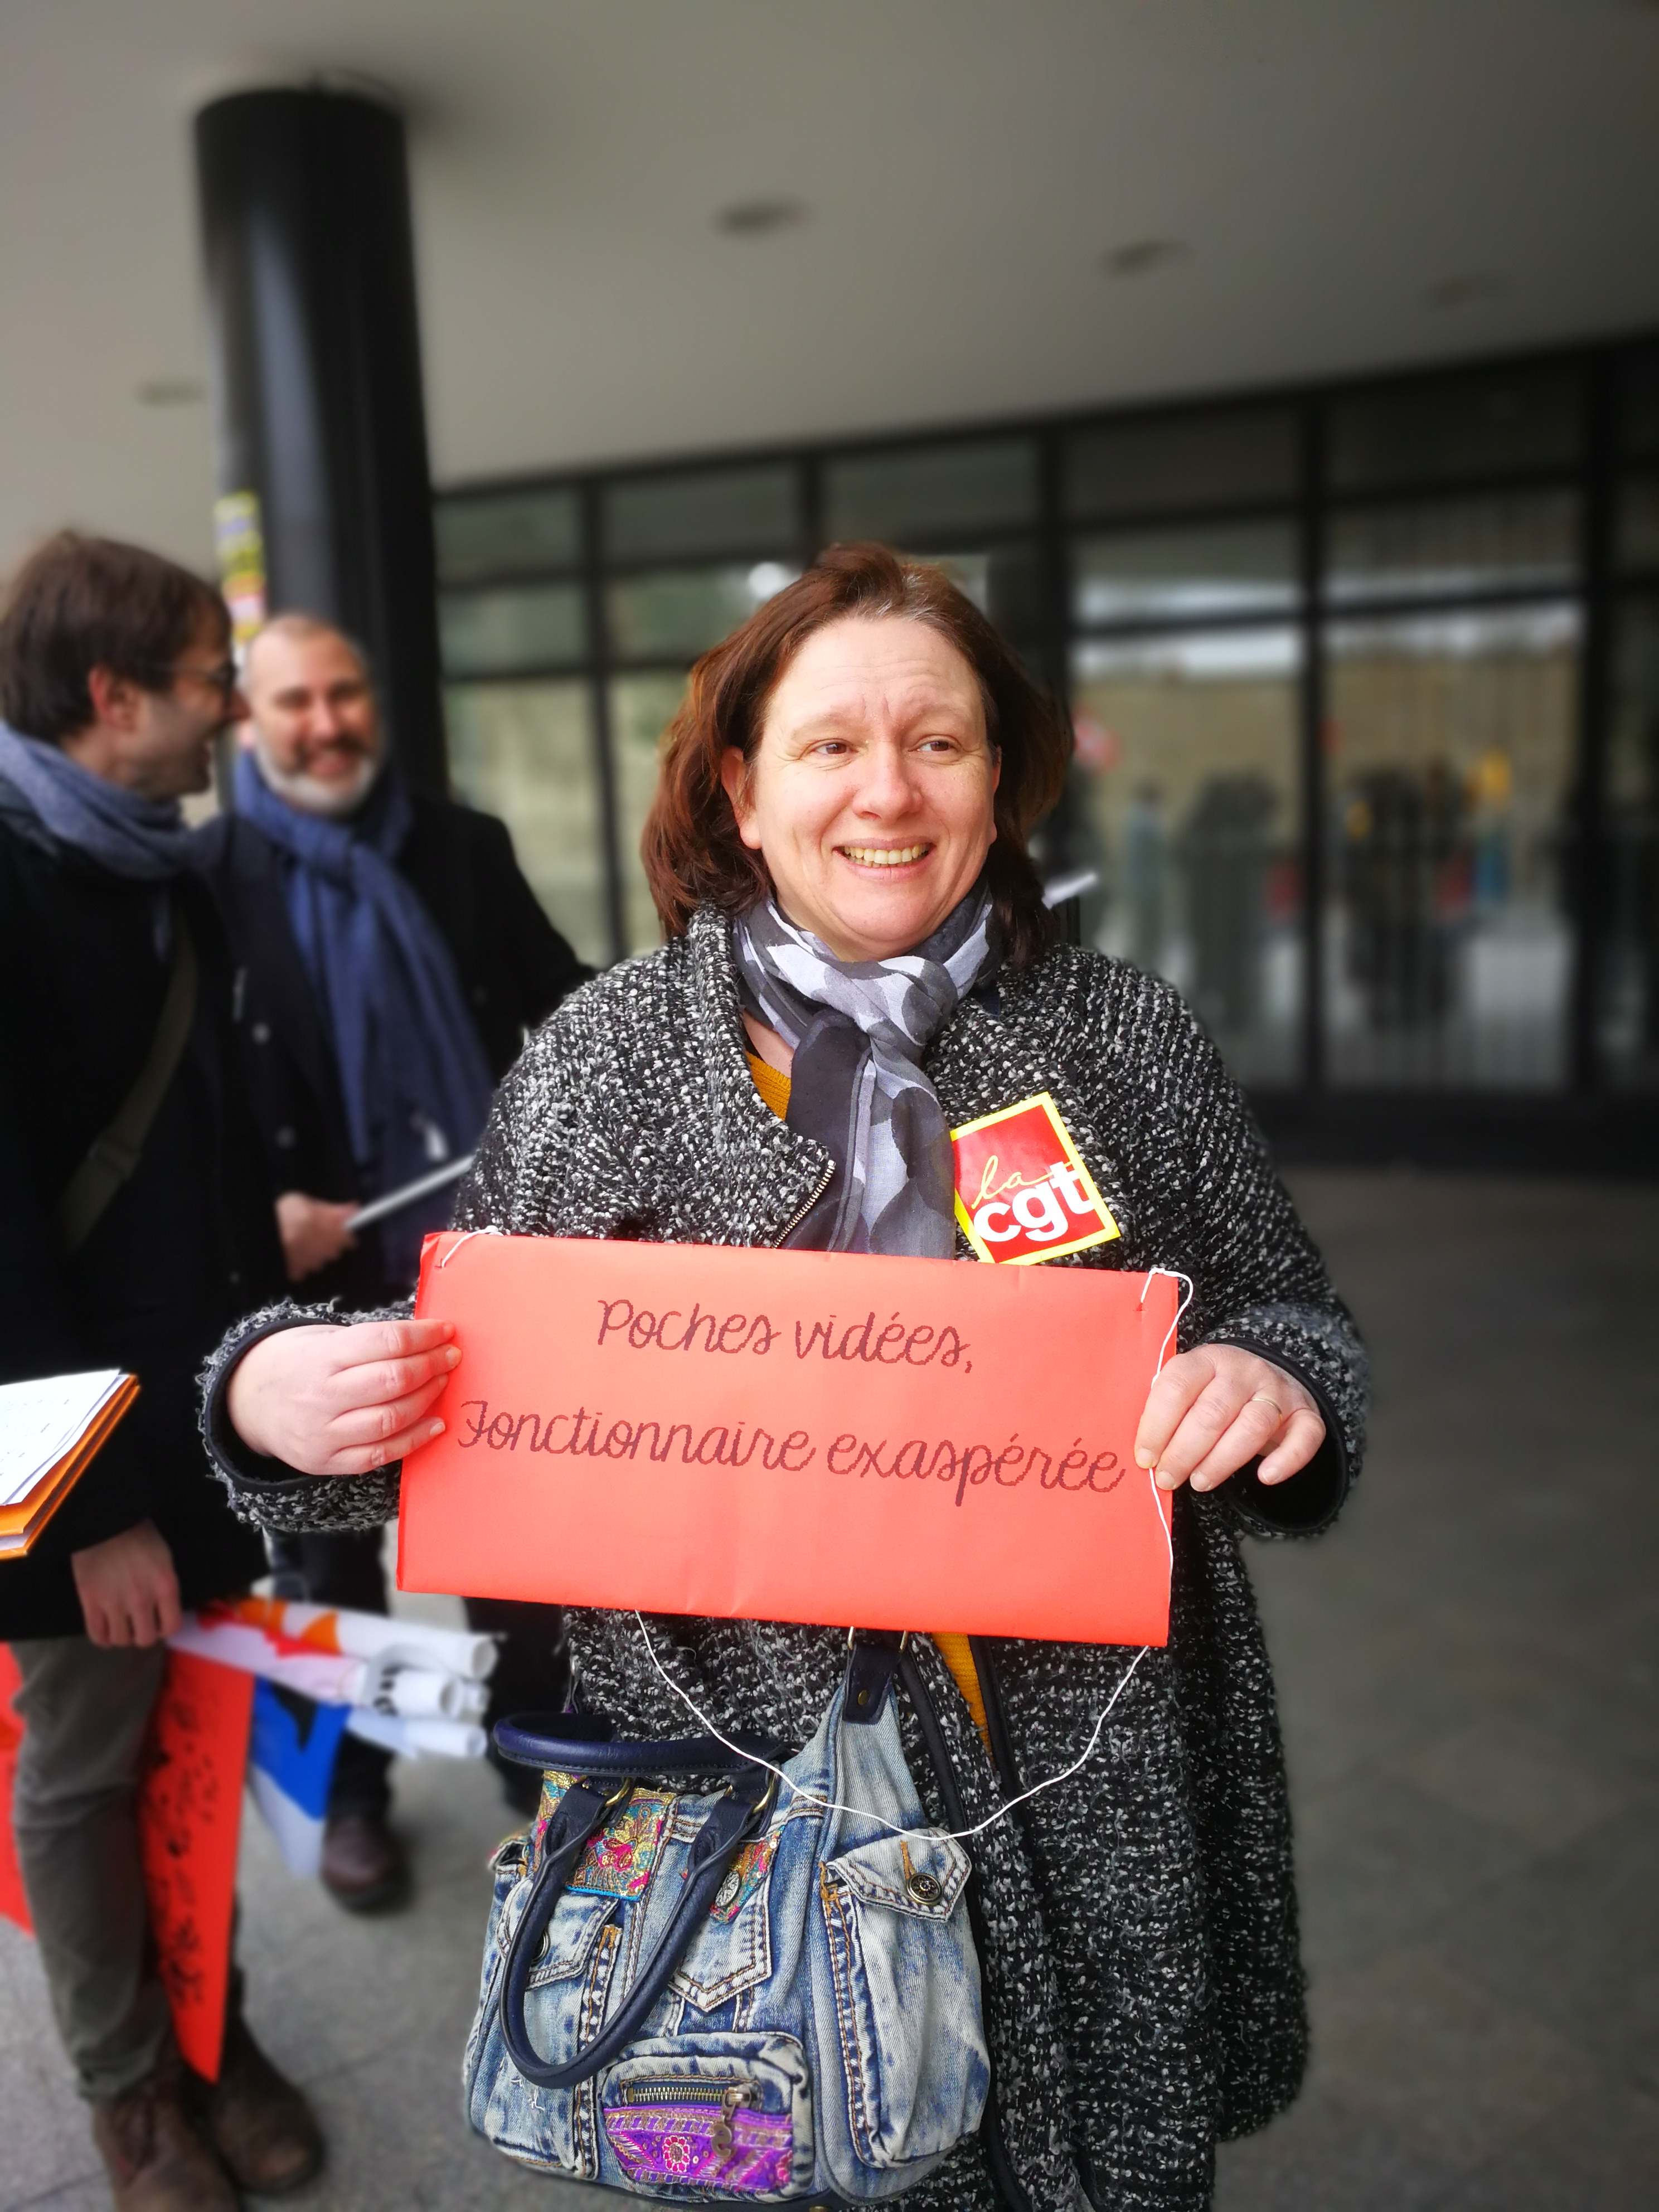 la
cgt
Poches vidées,
Fonctionnaire exaspérée